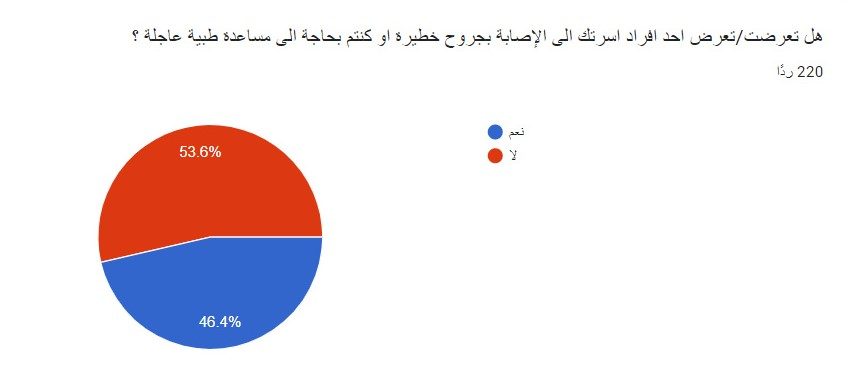 هل تعرضت/تعرض احد افراد اسرتك الى الإصابة بجروح خطيرة او كنتم بحاجة الى مساعدة طبية عاجلة ؟
220 ردًا
نعم
لا
53.6%
46.4%